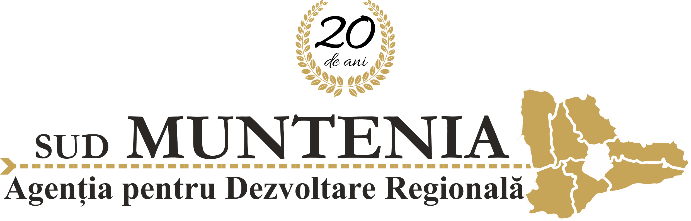 20
de ani
SUD MUNTENIA
Agenția pentru Dezvoltare Regională